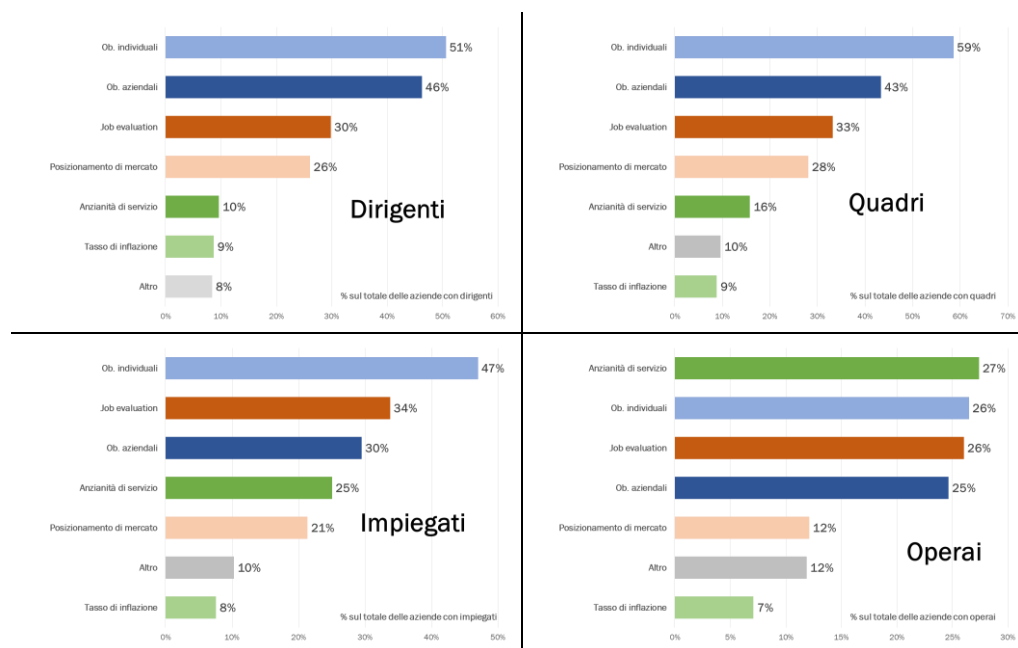 Ob. individuali 51%
Ob. aziendali 46%
Job evaluation 30%
Posizionamento di mercato 26%
Anzianità di servizio 10%
Dirigenti
Tasso di inflazione 9%
Altro 8%
% sul totale delle aziende con dirigenti
0% 10% 20% 30% 40% 50% 60%
Ob. individuali 59%
Ob. aziendali 43%
Job evaluation 33%
Posizionamento di mercato 28%
Anzianità di servizio 16%
Quadri
Altro 10%
Tasso di inflazione 9%
% sul totale delle aziende con quadri
0% 10% 20% 30% 40% 50% 60% 70%
Ob. individuali 47%
Job evaluation 34%
Ob. aziendali 30%
Anzianità di servizio 25%
Posizionamento di mercato 21%
Impiegati
Altro 10%
Tasso di inflazione 8%
% sul totale delle aziende con impiegati
0% 10% 20% 30% 40% 50%
Anzianità di servizio 27%
Ob. individuali 26%
Job evaluation 26%
Ob. aziendali 25%
Posizionamento di mercato 12%
Operai
Altro 12%
Tasso di inflazione 7%
% sul totale delle aziende con operai
0% 5% 10% 15% 20% 25% 30%